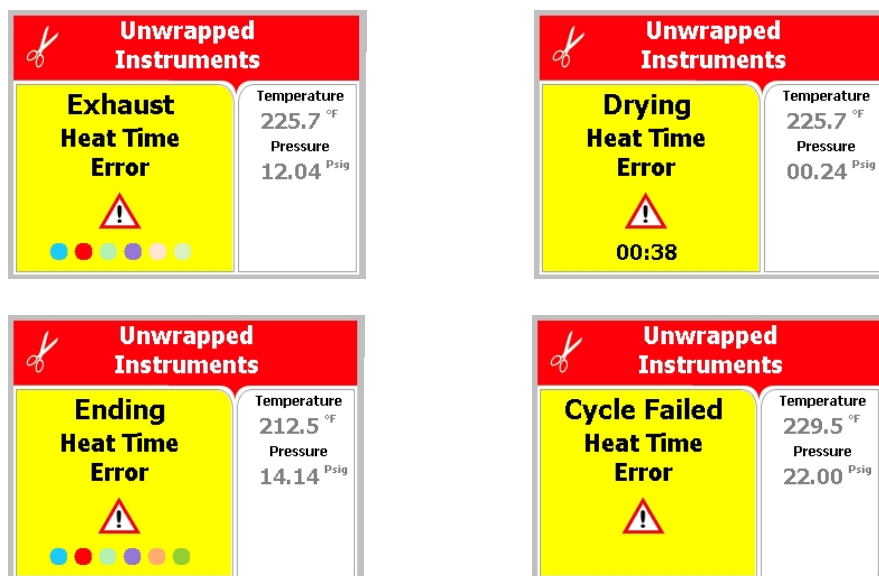 Unwrapped
Instruments
Exhaust
Heat Time
Error
Temperature
225.7 °F
Pressure
12.04 Psig
Unwrapped
Instruments
Drying
Heat Time
Error
00:38
Temperature
225.7 °F
Pressure
00.24 Psig
Unwrapped
Instruments
Ending
Heat Time
Error
Temperature
212.5 °F
Pressure
14.14 Psig
Unwrapped
Instruments
Cycle Failed
Heat Time
Error
Temperature
229.5 °F
Pressure
22.00 Psig